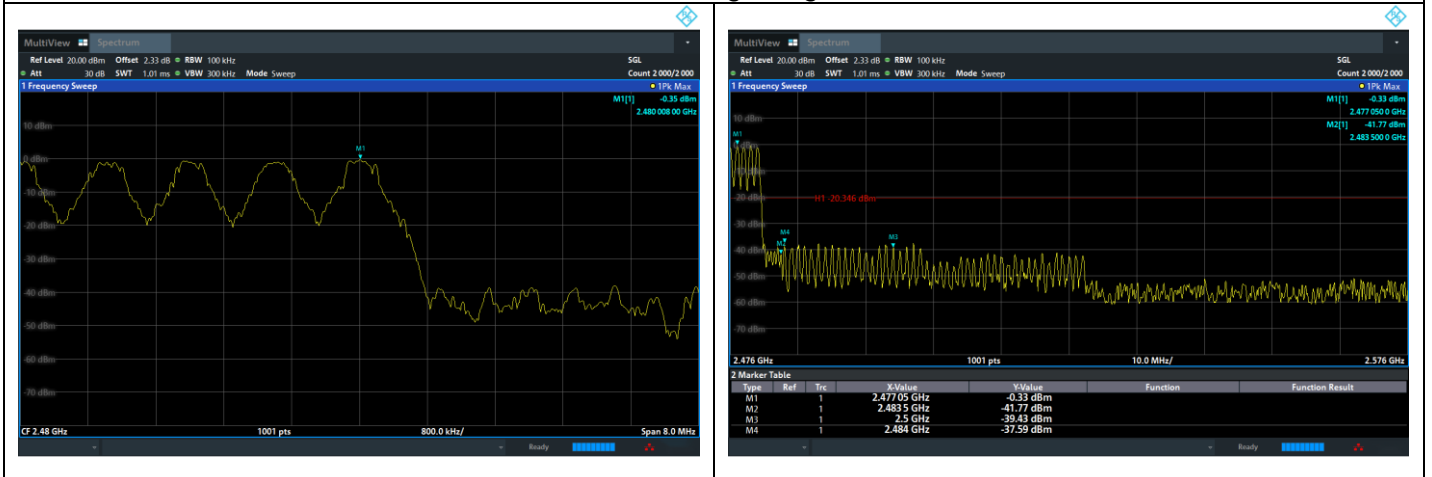 MultiView Spectrum
Ref Level 20.00 dBm Offset 2.33 dB RBW 100 kHz SGL
Att 30 dB SWT 1.01 ms VBW 300 kHz Mode Sweep Count 2 000/2 000
1 Frequency Sweep 1Pk Max
M1[1] -0.35 dBm
2.480 008 00 GHz
10 dBm
M1
0 dBm
-10 dBm
-20 dBm
-30 dBm
-40 dBm
-50 dBm
-60 dBm
-70 dBm
CF 2.48 GHz 1001 pts 800.0 kHz/ Span 8.0 MHz
Ready
MultiView Spectrum
Ref Level 20.00 dBm Offset 2.33 dB RBW 100 kHz SGL
Att 30 dB SWT 1.01 ms VBW 300 kHz Mode Sweep Count 2 000/2 000
1 Frequency Sweep 1Pk Max
M1[1] -0.33 dBm
2.477 050 0 GHz
10 dBm
M2[1] -41.77 dBm
2.483 500 0 GHz
M1
0 dBm
-10 dBm
-20 dBm
H1 -20.346 dBm
-30 dBm
M4
M3
-40 dBm
-50 dBm
-60 dBm
-70 dBm
2.476 GHz 1001 pts 10.0 MHz/ 2.576 GHz
2 Marker Table
Type Ref Trc X-Value Y-Value Function Function Result
M1 1 2.477 05 GHz -0.33 dBm
M2 1 2.483 5 GHz -41.77 dBm
M3 1 2.5 GHz -39.43 dBm
M4 1 2.484 GHz -37.59 dBm
Ready